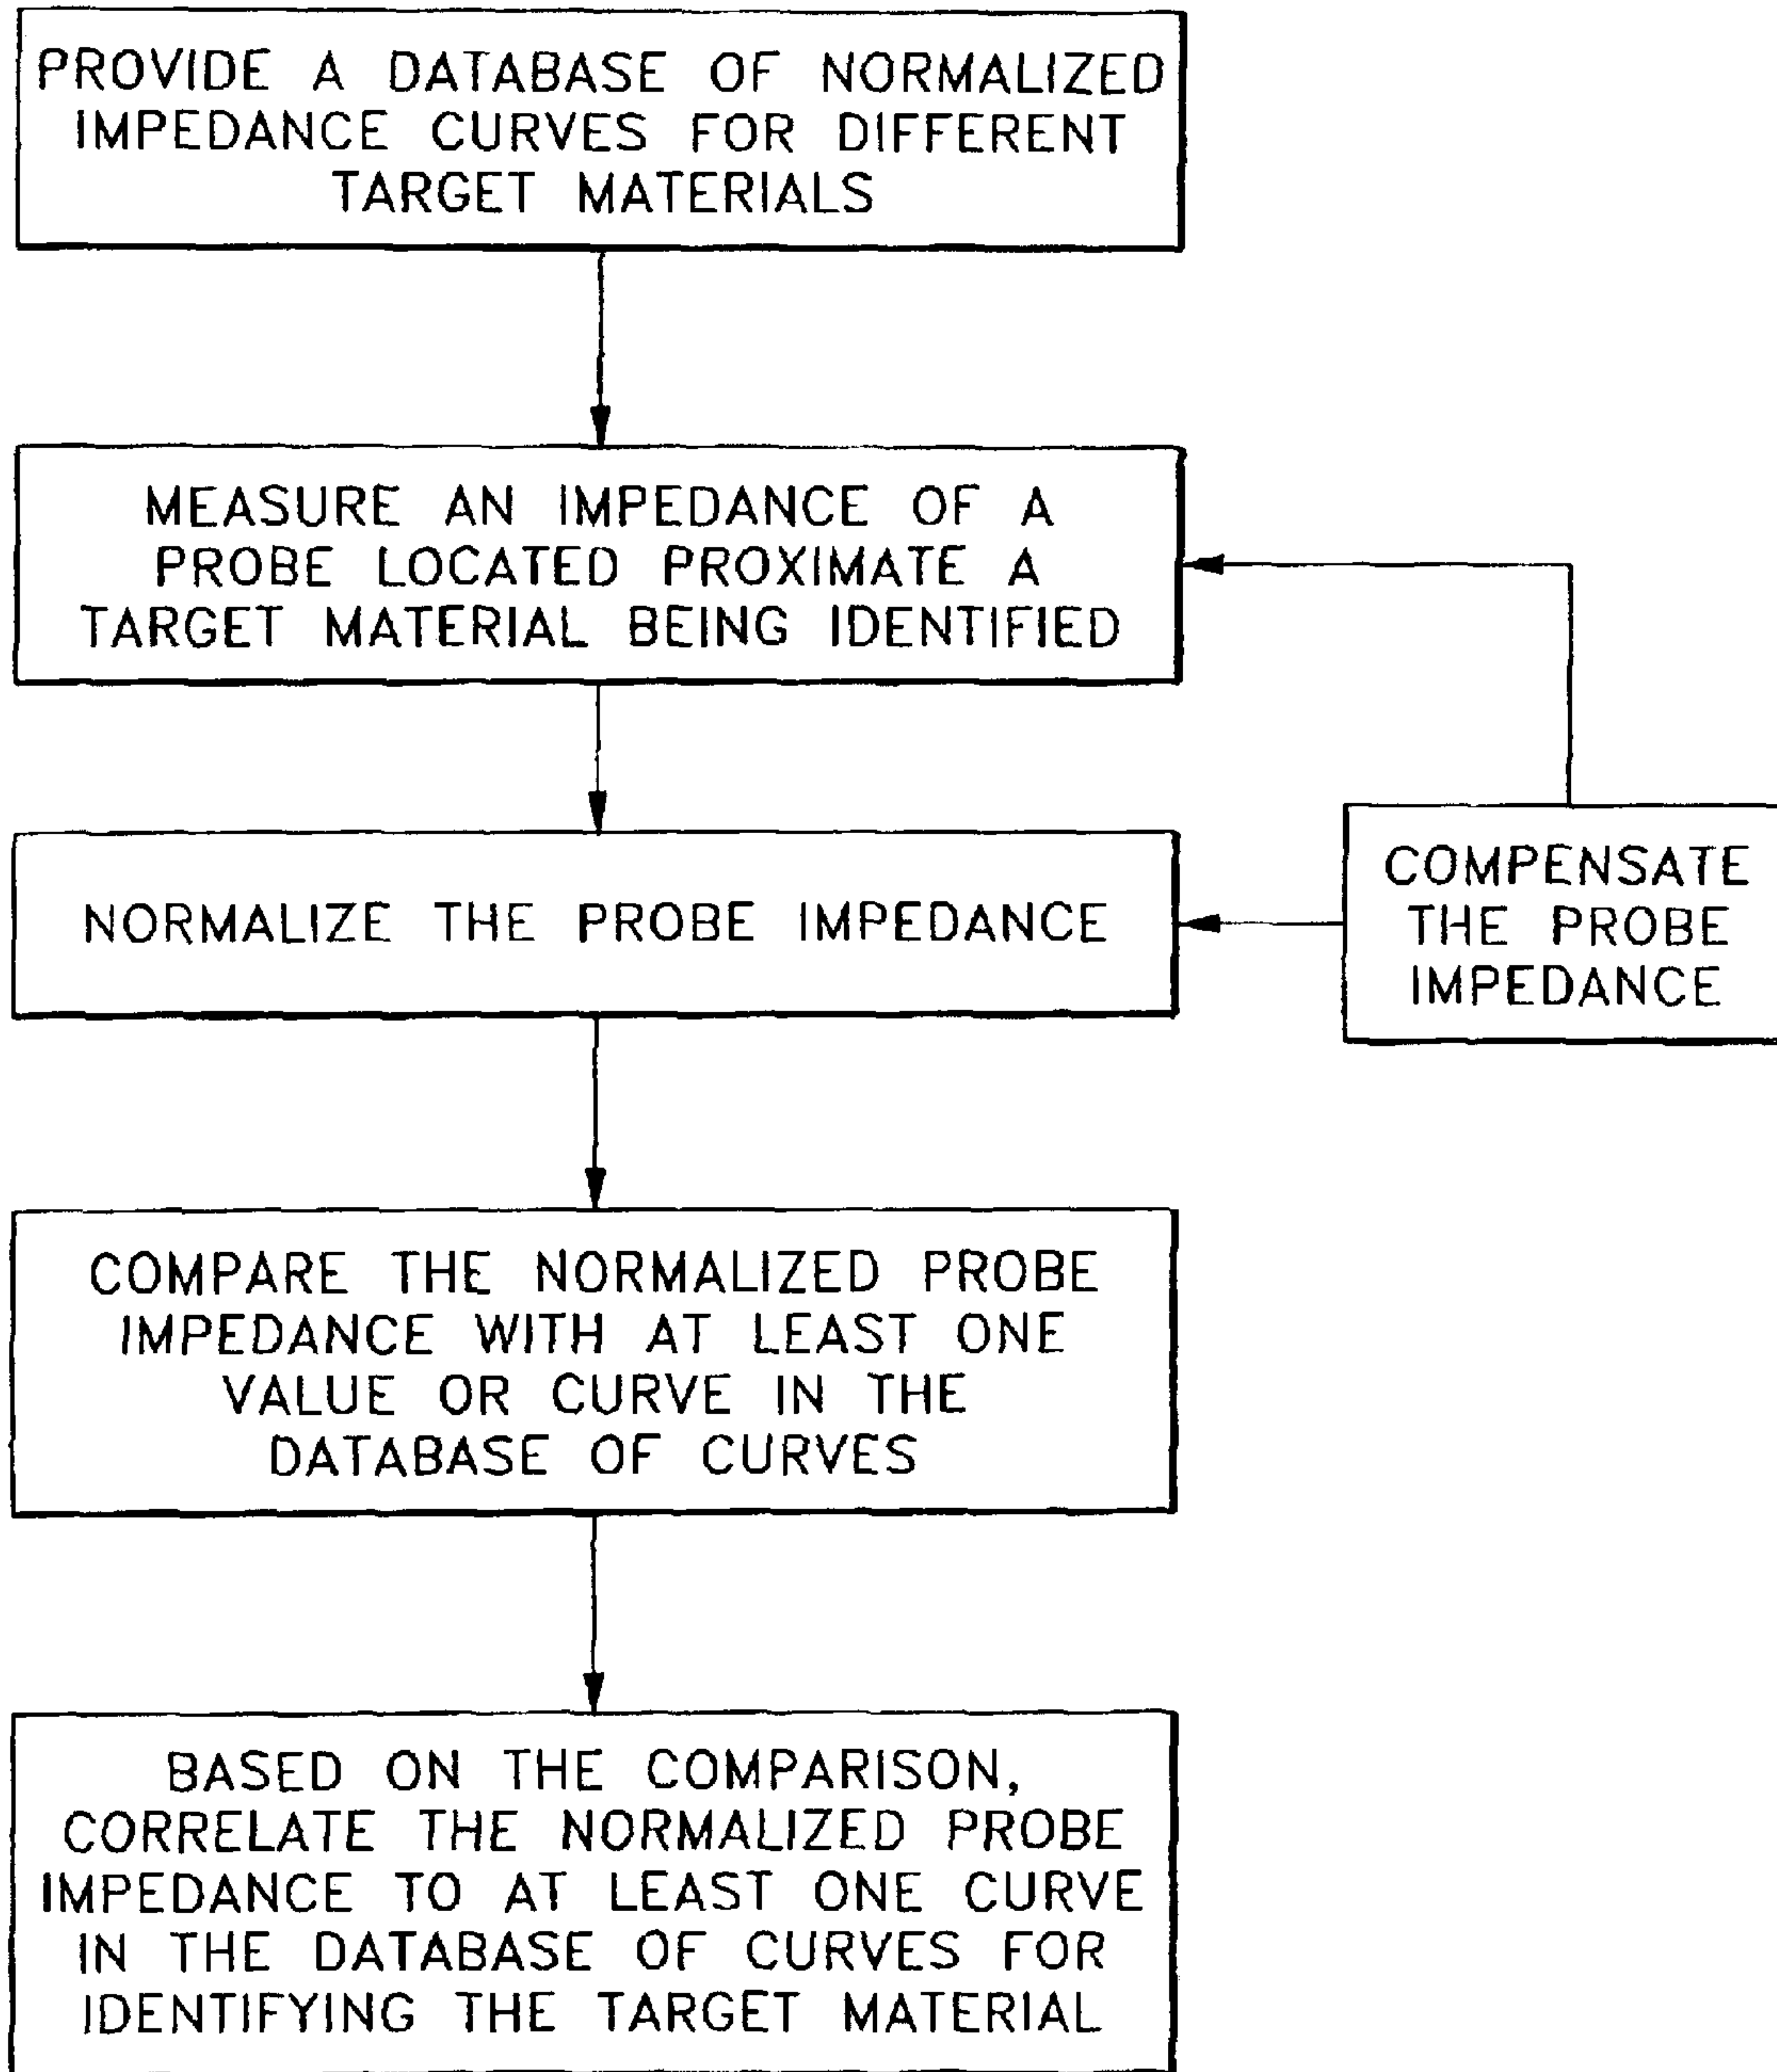 PROVIDE A DATABASE OF NORMALIZED
IMPEDANCE CURVES FOR DIFFERENT
TARGET MATERIALS
MEASURE AN IMPEDANCE OF A
PROBE LOCATED PROXIMATE A
TARGET MATERIAL BEING IDENTIFIED
NORMALIZE THE PROBE IMPEDANCE
COMPENSATE
THE PROBE
IMPEDANCE
COMPARE THE NORMALIZED PROBE
IMPEDANCE WITH AT LEAST ONE
VALUE OR CURVE IN THE
DATABASE OF CURVES
BASED ON THE COMPARISON,
CORRELATE THE NORMALIZED PROBE
IMPEDANCE TO AT LEAST ONE CURVE
IN THE DATABASE OF CURVES FOR
IDENTIFYING THE TARGET MATERIAL